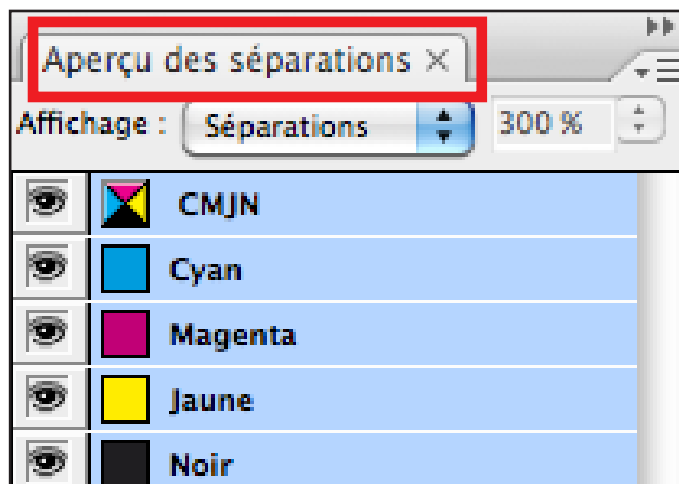 Aperçu des séparations ×
Affichage : Séparations 300 %
CMJN
Cyan
Magenta
Jaune
Noir